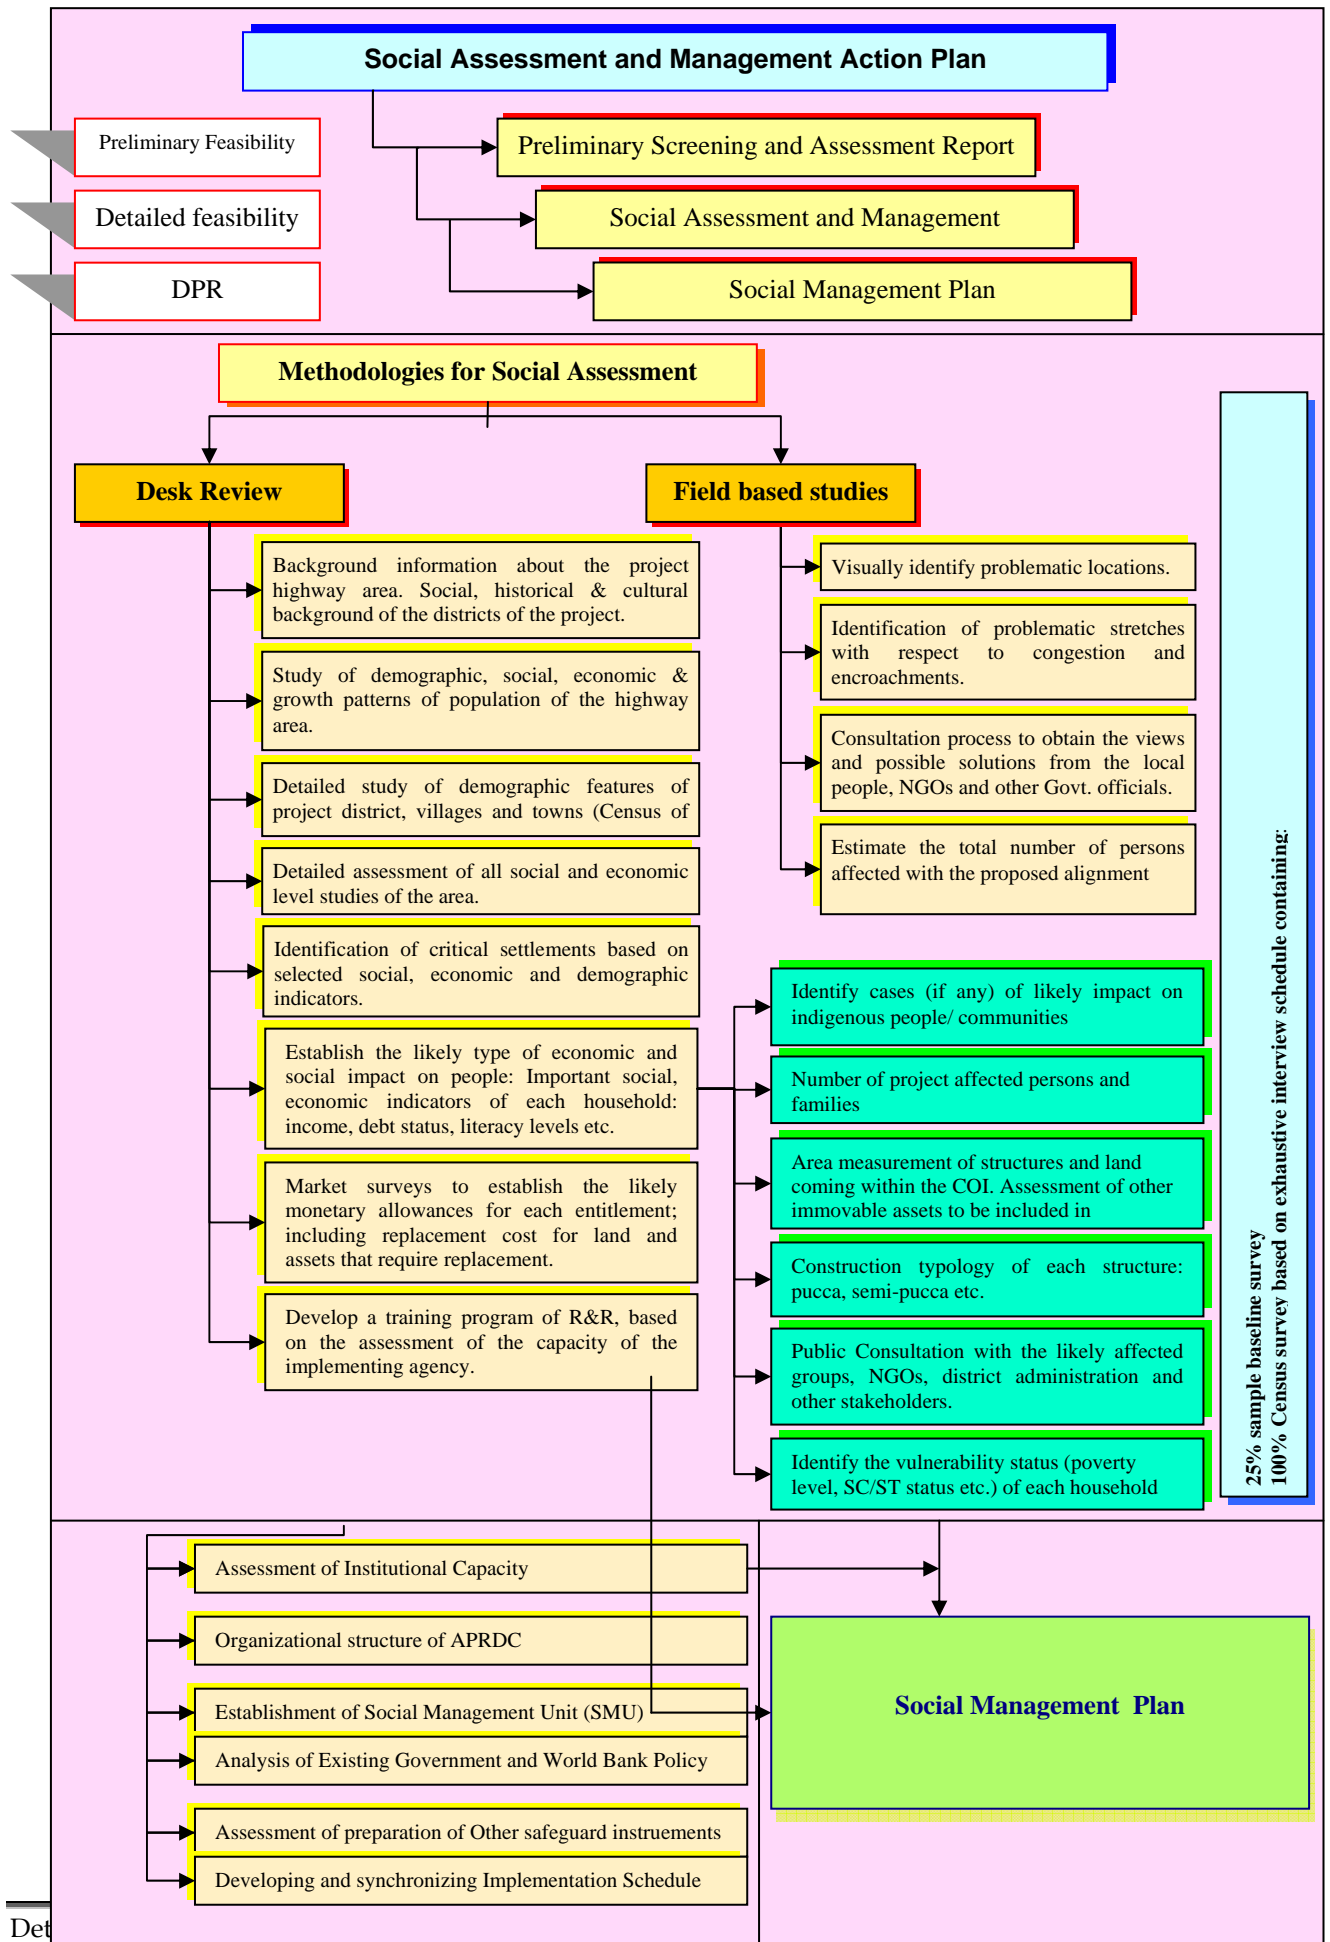 Social Assessment and Management Action Plan
Preliminary Feasibility
Preliminary Screening and Assessment Report
Detailed feasibility
Social Assessment and Management
DPR
Social Management Plan
Methodologies for Social Assessment
Desk Review
Background information about the project
highway area. Social, historical & cultural
background of the districts of the project.
Study of demographic, social, economic &
growth patterns of population of the highway
area.
Detailed study of demographic features of
project district, villages and towns (Census of
Detailed assessment of all social and economic
level studies of the area.
Identification of critical settlements based on
selected social, economic and demographic
indicators.
Establish the likely type of economic and
social impact on people: Important social,
economic indicators of each household:
income, debt status, literacy levels etc.
Market surveys to establish the likely
monetary allowances for each entitlement;
including replacement cost for land and
assets that require replacement.
Develop a training program of R&R, based
on the assessment of the capacity of the
implementing agency.
Field based studies
Visually identify problematic locations.
Identification of problematic stretches
with respect to congestion and
encroachments.
Consultation process to obtain the views
and possible solutions from the local
people, NGOs and other Govt. officials.
Estimate the total number of persons
affected with the proposed alignment
Identify cases (if any) of likely impact on
indigenous people/ communities
Number of project affected persons and
families
Area measurement of structures and land
coming within the COI. Assessment of other
immovable assets to be included in
Construction typology of each structure:
pucca, semi-pucca etc.
Public Consultation with the likely affected
groups, NGOs, district administration and
other stakeholders.
Identify the vulnerability status (poverty
level, SC/ST status etc.) of each household
25% sample baseline survey
100% Census survey based on exhaustive interview schedule containing:
Assessment of Institutional Capacity
Organizational structure of APRDC
Establishment of Social Management Unit (SMU)
Analysis of Existing Government and World Bank Policy
Assessment of preparation of Other safeguard instruements
Developing and synchronizing Implementation Schedule
Social Management Plan
Det